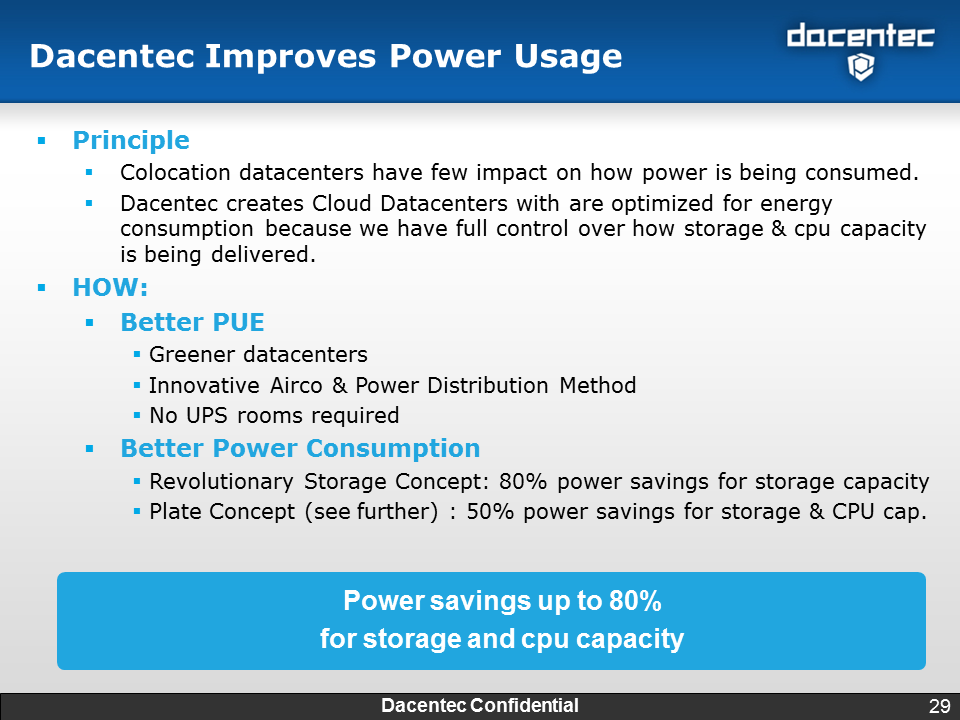 Dacentec Improves Power Usage
dacentec
Principle
Colocation datacenters have few impact on how power is being consumed.
Dacentec creates Cloud Datacenters with are optimized for energy
consumption because we have full control over how storage & cpu capacity
is being delivered.
HOW:
Better PUE
Greener datacenters
Innovative Airco & Power Distribution Method
No UPS rooms required
Better Power Consumption
Revolutionary Storage Concept: 80% power savings for storage capacity
Plate Concept (see further) : 50% power savings for storage & CPU cap.
Power savings up to 80%
for storage and cpu capacity
Dacentec Confidential
29